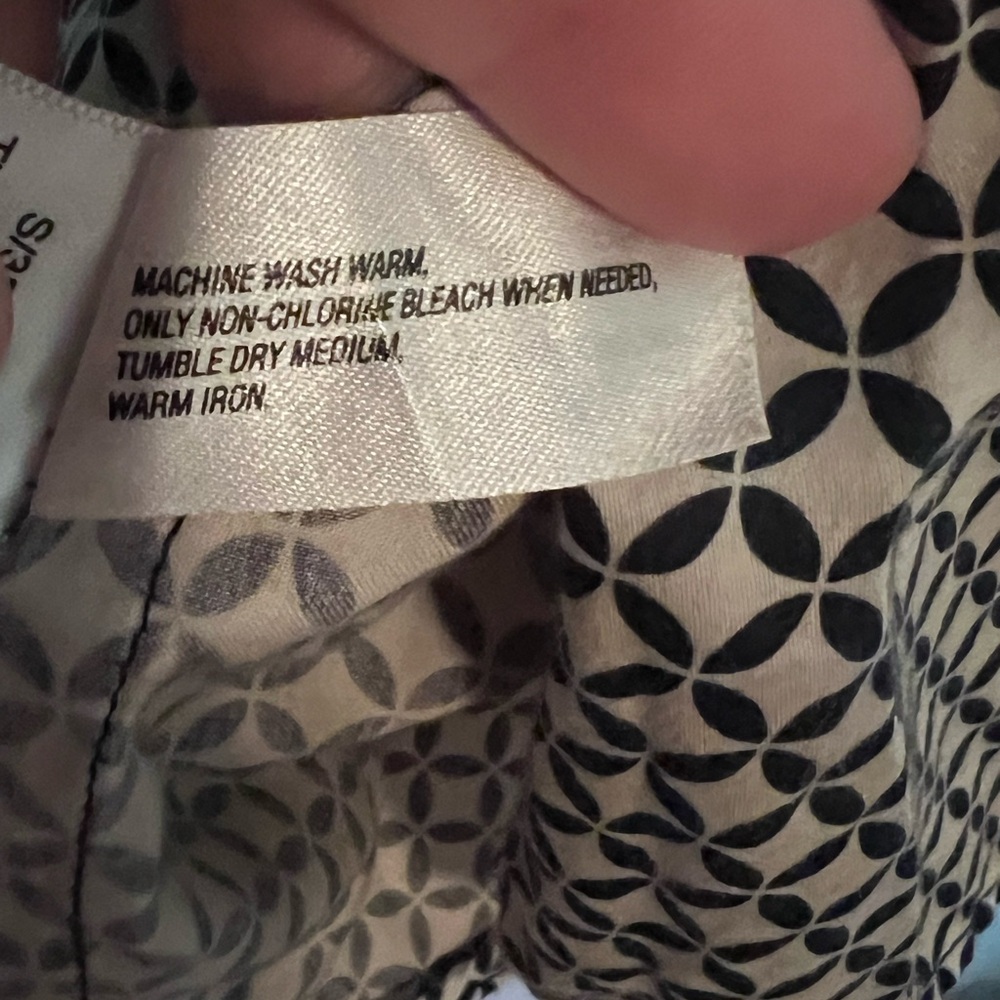 MACHINE WASH WARM,
ONLY NON-CHLORINE BLEACH WHEN NEEDED,
TUMBLE DRY MEDIUM,
WARM IRON.